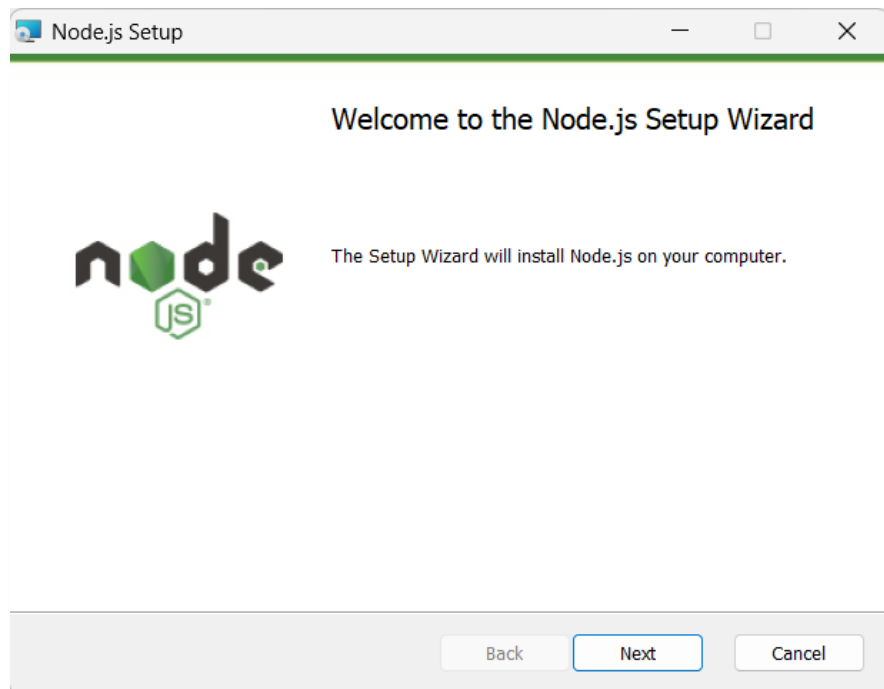 Node.js Setup
Welcome to the Node.js Setup Wizard
node
JS®
The Setup Wizard will install Node.js on your computer.
Back
Next
Cancel